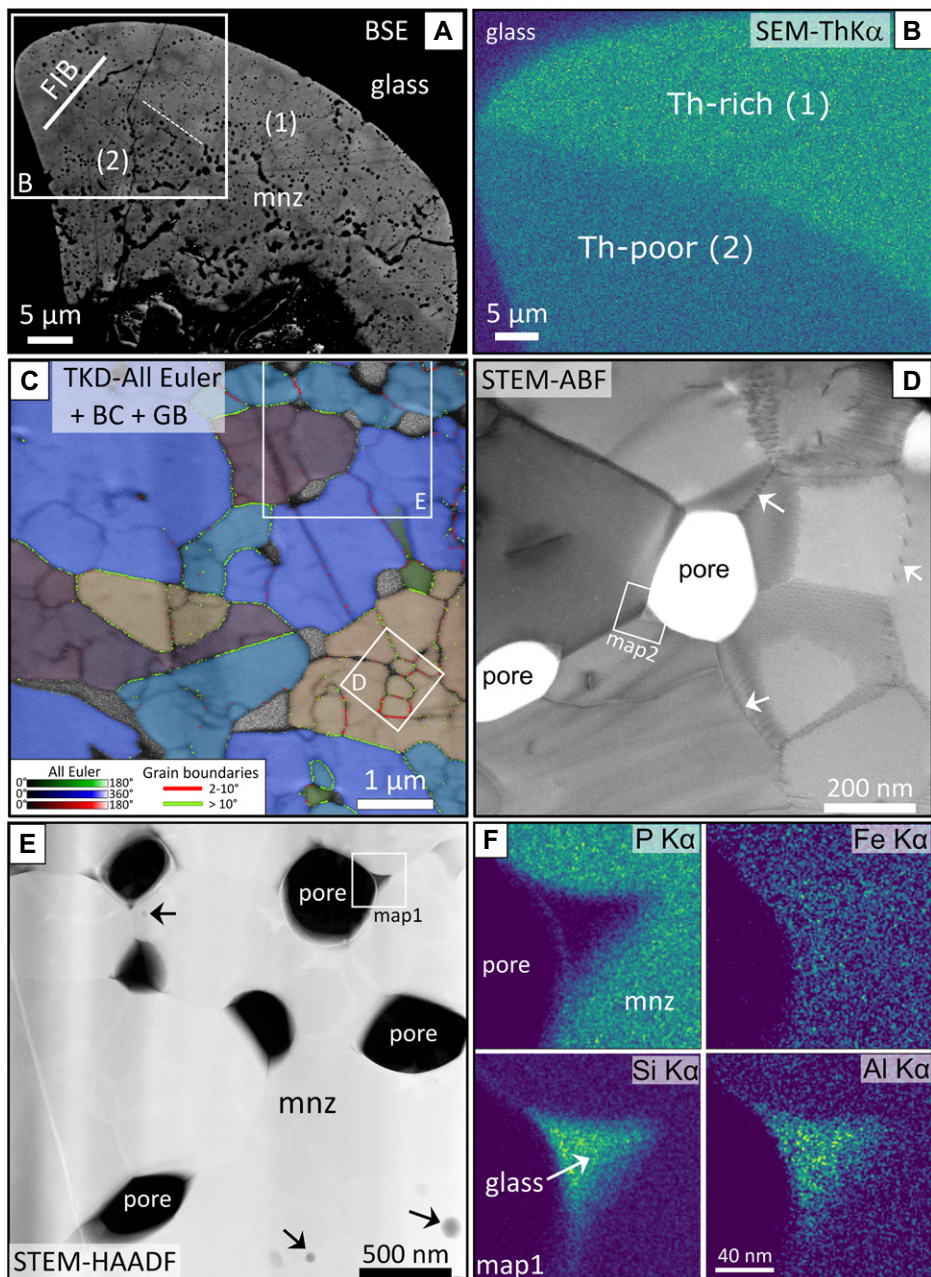 BSE
A
FIB
glass
(1)
(2)
B
mnz
5 µm
glass
SEM-ThKα
B
Th-rich (1)
Th-poor (2)
5 µm
C
TKD-All Euler
+ BC + GB
E
D
All Euler
Grain boundaries
0° 180°
0° 360°
0° 180°
2-10°
> 10°
1 µm
STEM-ABF
D
pore
map2
pore
200 nm
E
pore
map1
pore
mnz
pore
STEM-HAADF
500 nm
F
P Kα
pore
mnz
Fe Kα
Si Kα
glass
map1
Al Kα
40 nm